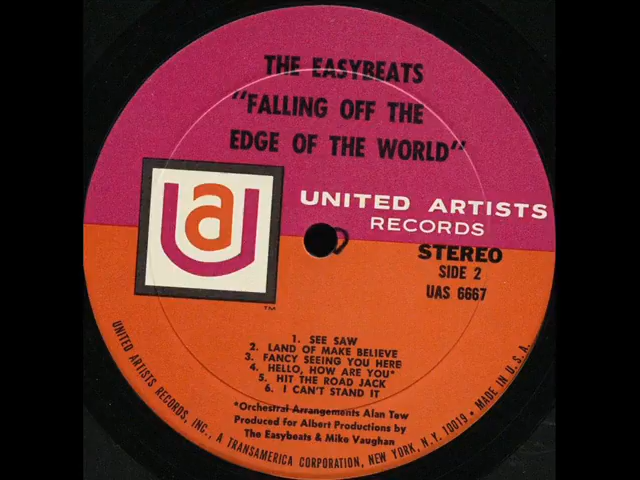 THE EASYBEATS
"FALLING OFF THE
EDGE OF THE WORLD"
ua
UNITED ARTISTS
RECORDS
STEREO
SIDE 2
UAS 6667
TM
1. SEE SAW
2. LAND OF MAKE BELIEVE
3. FANCY SEEING YOU HERE
4. HELLO, HOW ARE YOU*
5. HIT THE ROAD JACK
6. I CAN'T STAND IT
*Orchestral Arrangements Alan Tew
Produced for Albert Productions by
The Easybeats & Mike Vaughan
UNITED ARTISTS RECORDS, INC., A TRANSAMERICA CORPORATION, NEW YORK, N.Y. 10019 • MADE IN U.S.A.